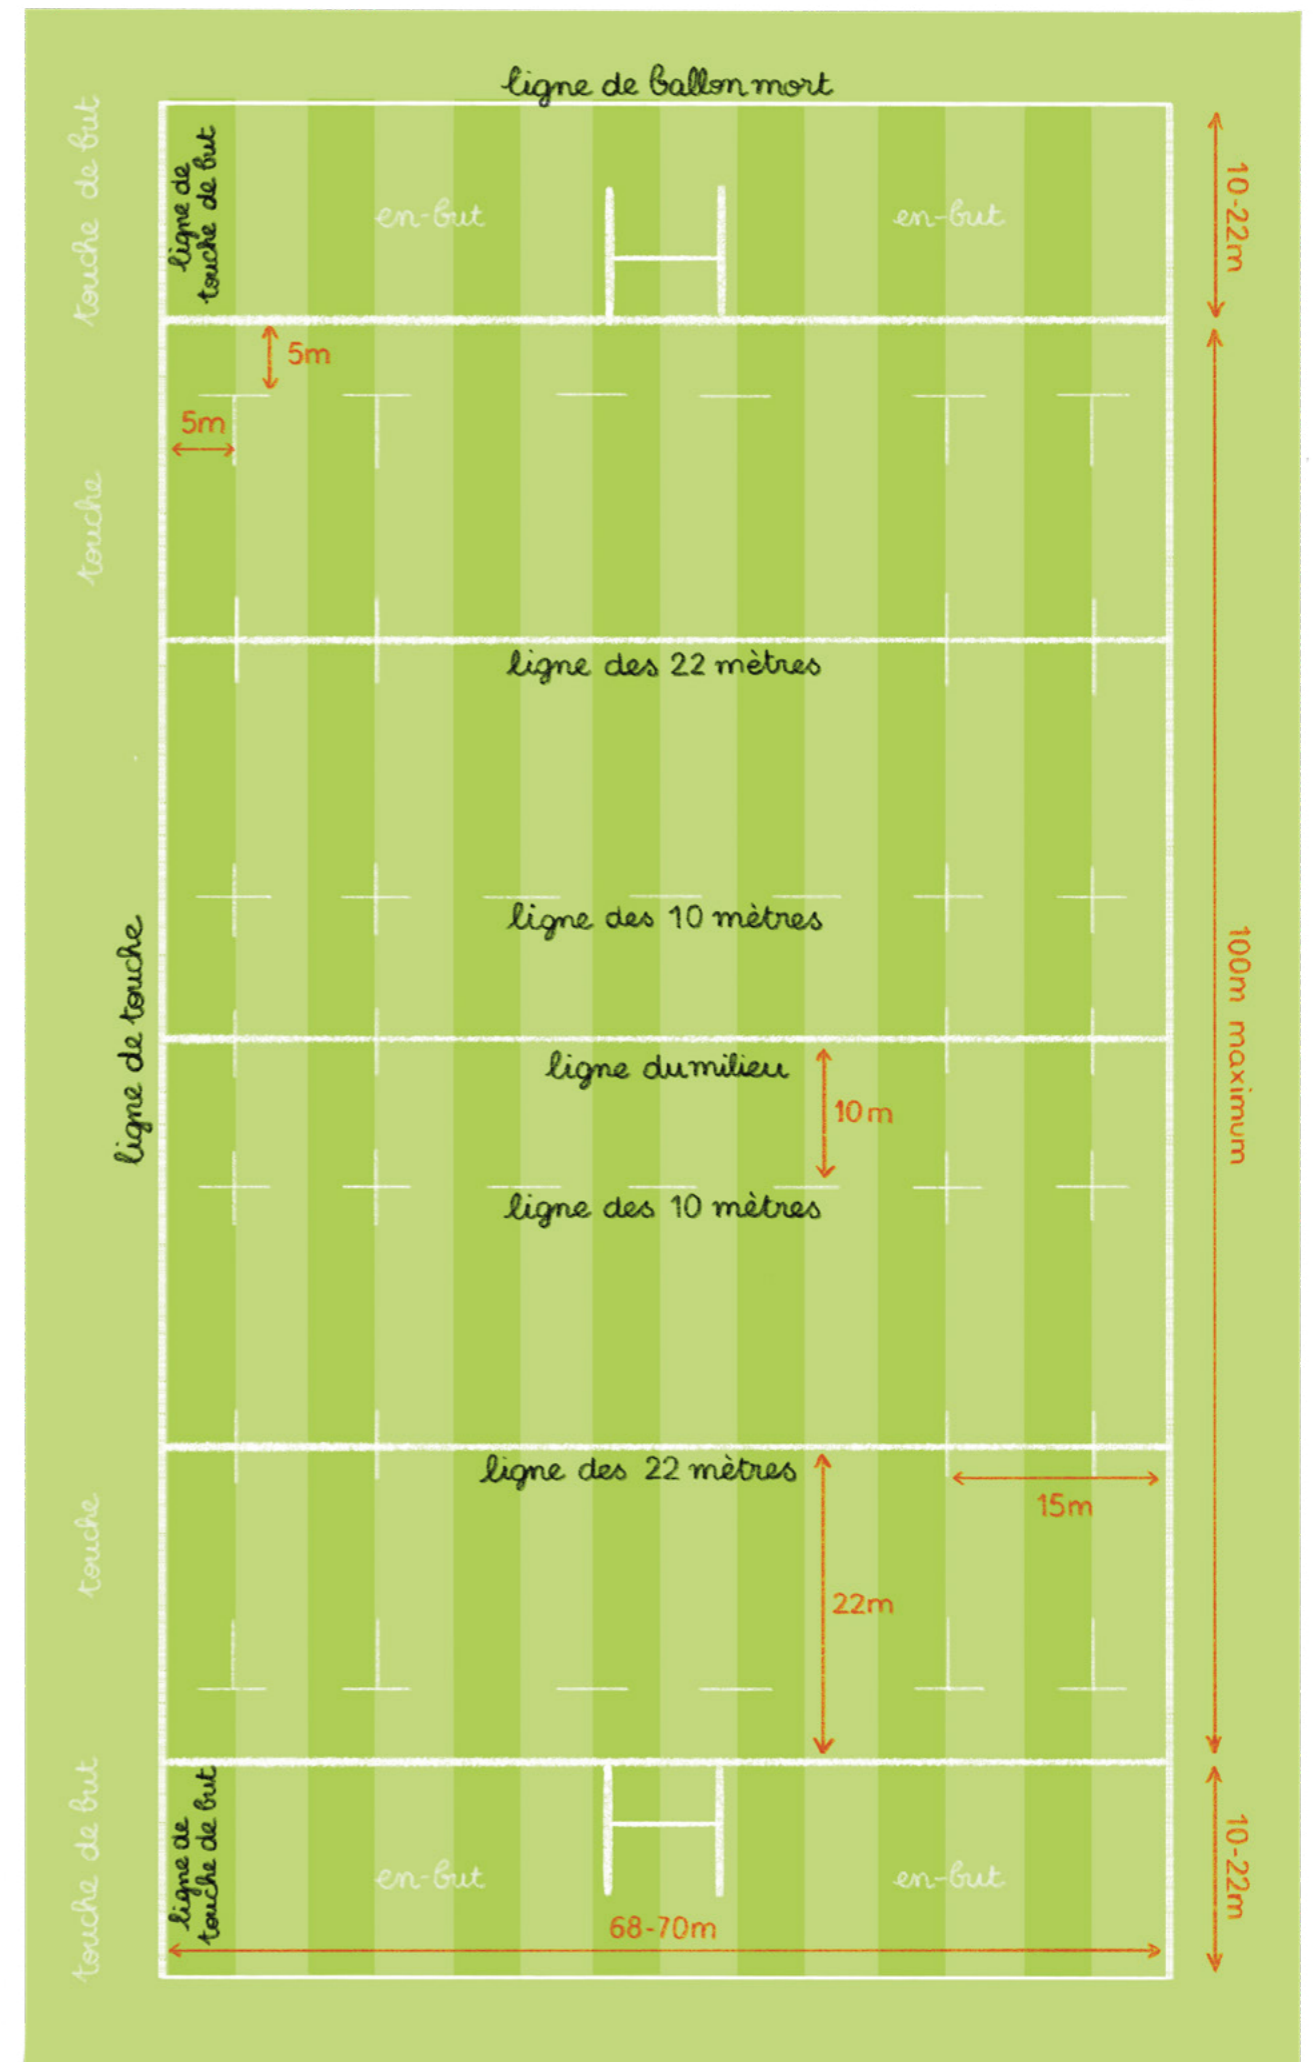 ligne de ballon mort
touche de but
ligne de
touche de but
en-but
en-but
10-22m
5m
5m
touche
ligne des 22 mètres
ligne des 10 mètres
ligne de touche
100m maximum
ligne du milieu
10m
ligne des 10 mètres
ligne des 22 mètres
15m
touche
22m
touche de but
ligne de
touche de but
en-but
en-but
10-22m
68-70m